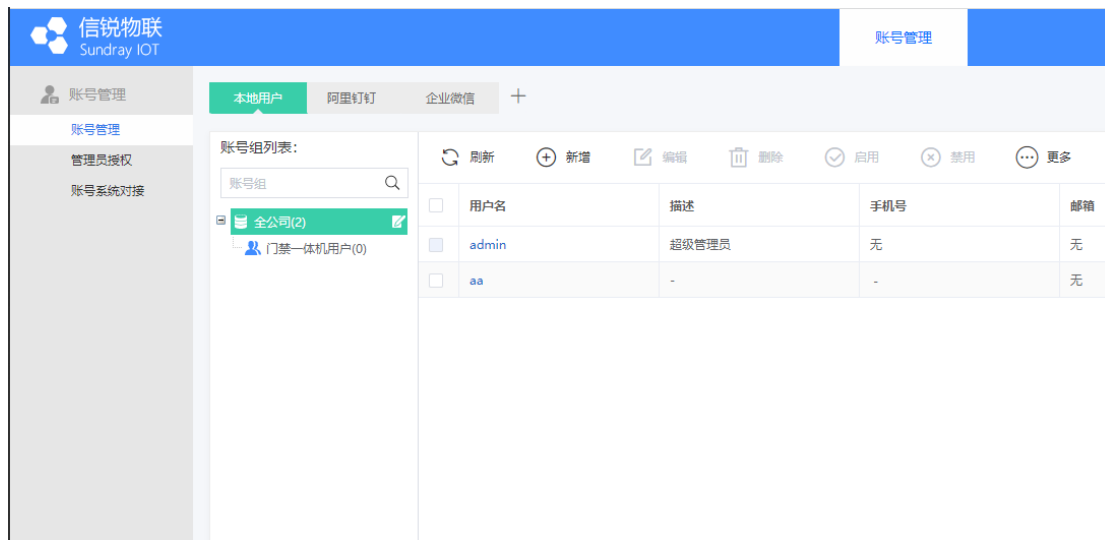 信锐物联
Sundray IOT
账号管理
账号管理
账号管理
管理员授权
账号系统对接
本地用户 阿里钉钉 企业微信
账号组列表：
账号组
全公司(2)
门禁一体机用户(0)
刷新 新增 编辑 删除 启用 禁用 更多
用户名 描述 手机号 邮箱
admin 超级管理员 无 无
aa - - 无